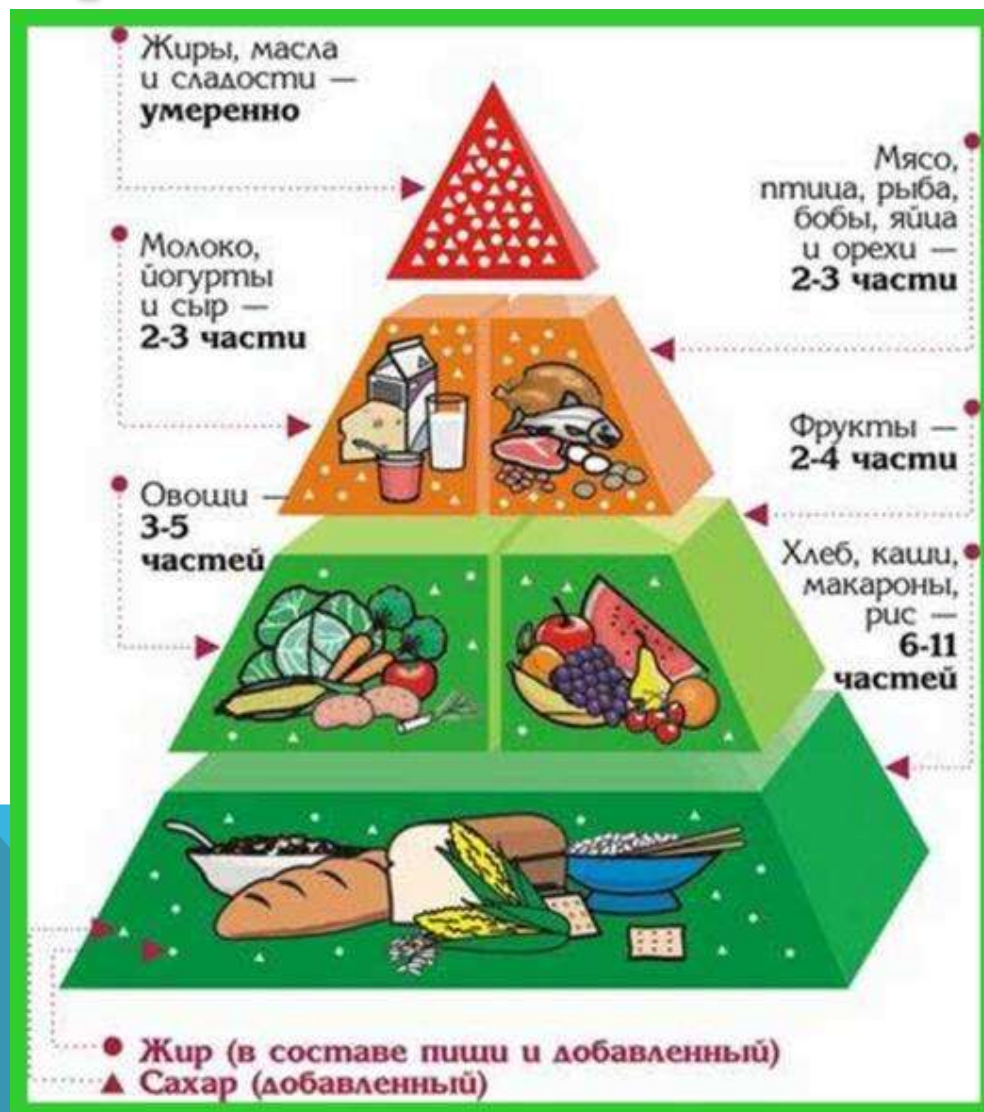 Жиры, масла
и сладости —
умеренно
Мясо,
птица, рыба,
бобы, яйца
и орехи —
2-3 части
Молоко,
йогурты
и сыр —
2-3 части
Фрукты —
2-4 части
Овощи —
3-5
частей
Хлеб, каши,
макароны,
рис —
6-11
частей
Жир (в составе пищи и добавленный)
Сахар (добавленный)